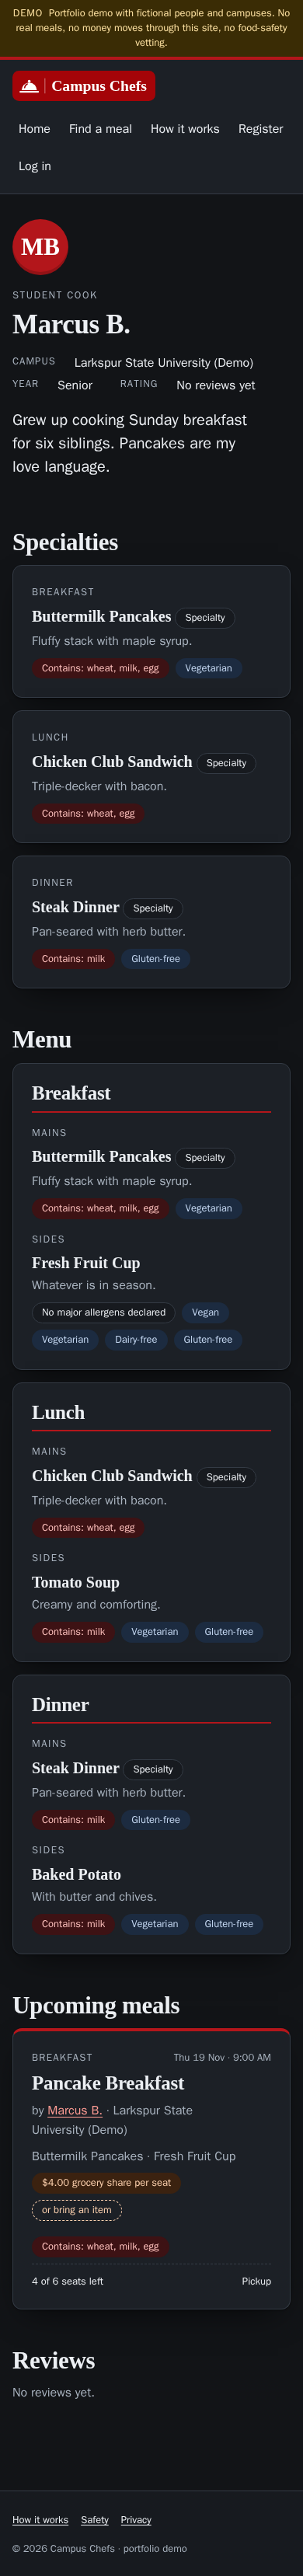 DEMO Portfolio demo with fictional people and campuses. No
real meals, no money moves through this site, no food-safety
vetting.
Campus Chefs
Home Find a meal How it works Register
Log in
MB
STUDENT COOK
Marcus B.
CAMPUS Larkspur State University (Demo)
YEAR Senior RATING No reviews yet
Grew up cooking Sunday breakfast
for six siblings. Pancakes are my
love language.
Specialties
BREAKFAST
Buttermilk Pancakes Specialty
Fluffy stack with maple syrup.
Contains: wheat, milk, egg Vegetarian
LUNCH
Chicken Club Sandwich Specialty
Triple-decker with bacon.
Contains: wheat, egg
DINNER
Steak Dinner Specialty
Pan-seared with herb butter.
Contains: milk Gluten-free
Menu
Breakfast
MAINS
Buttermilk Pancakes Specialty
Fluffy stack with maple syrup.
Contains: wheat, milk, egg Vegetarian
SIDES
Fresh Fruit Cup
Whatever is in season.
No major allergens declared Vegan
Vegetarian Dairy-free Gluten-free
Lunch
MAINS
Chicken Club Sandwich Specialty
Triple-decker with bacon.
Contains: wheat, egg
SIDES
Tomato Soup
Creamy and comforting.
Contains: milk Vegetarian Gluten-free
Dinner
MAINS
Steak Dinner Specialty
Pan-seared with herb butter.
Contains: milk Gluten-free
SIDES
Baked Potato
With butter and chives.
Contains: milk Vegetarian Gluten-free
Upcoming meals
BREAKFAST Thu 19 Nov · 9:00 AM
Pancake Breakfast
by Marcus B. · Larkspur State
University (Demo)
Buttermilk Pancakes · Fresh Fruit Cup
$4.00 grocery share per seat
or bring an item
Contains: wheat, milk, egg
4 of 6 seats left Pickup
Reviews
No reviews yet.
How it works Safety Privacy
© 2026 Campus Chefs · portfolio demo